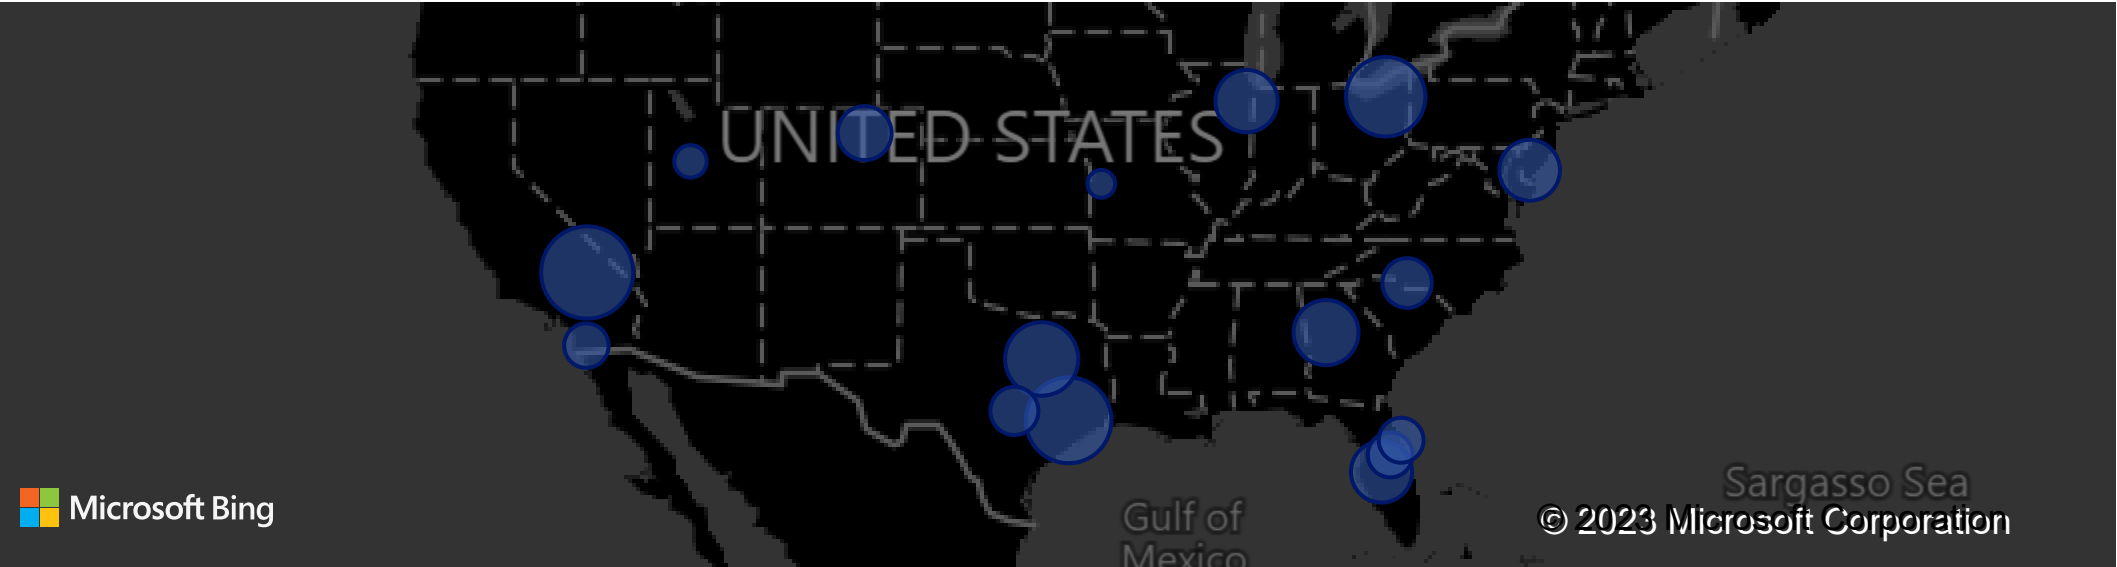 UNITED STATES
Sargasso Sea
Microsoft Bing
Gulf of
Mexico
© 2023 Microsoft Corporation